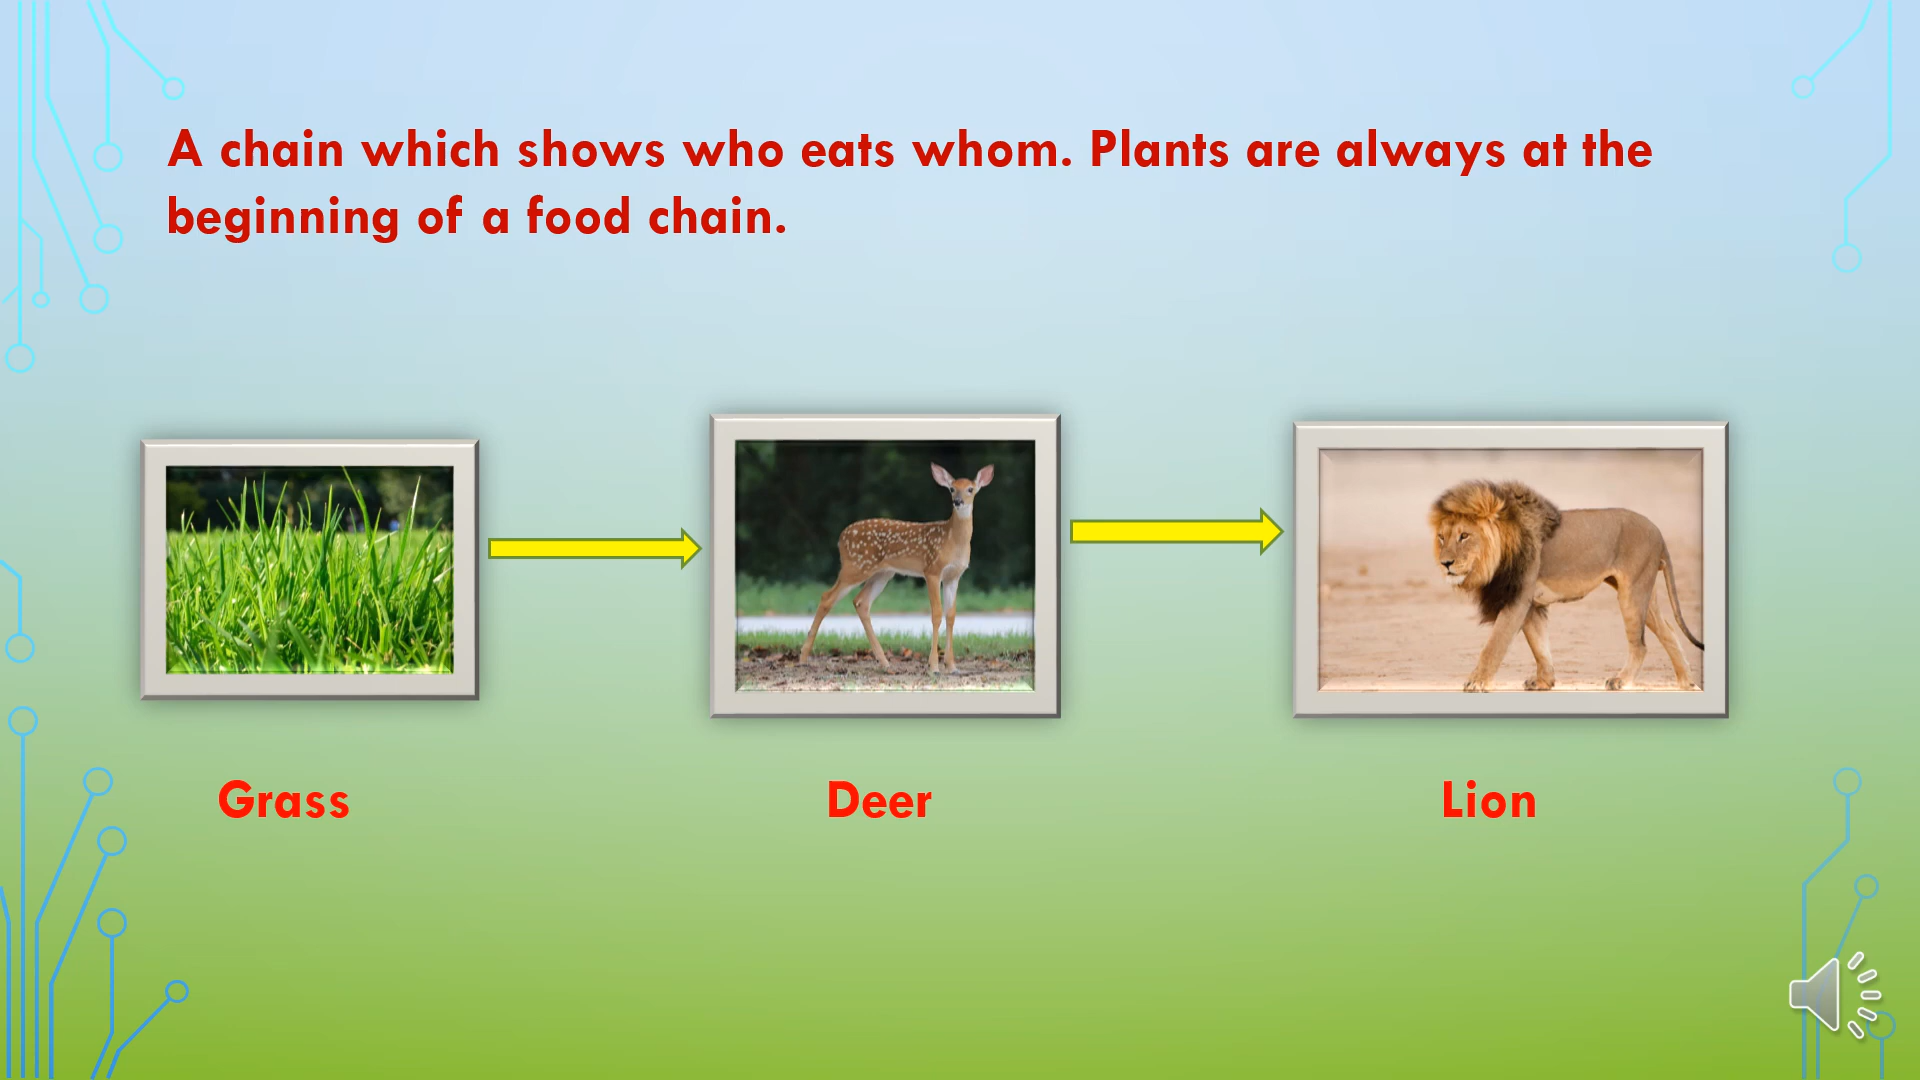 A chain which shows who eats whom. Plants are always at the
beginning of a food chain.
Grass
Deer
Lion